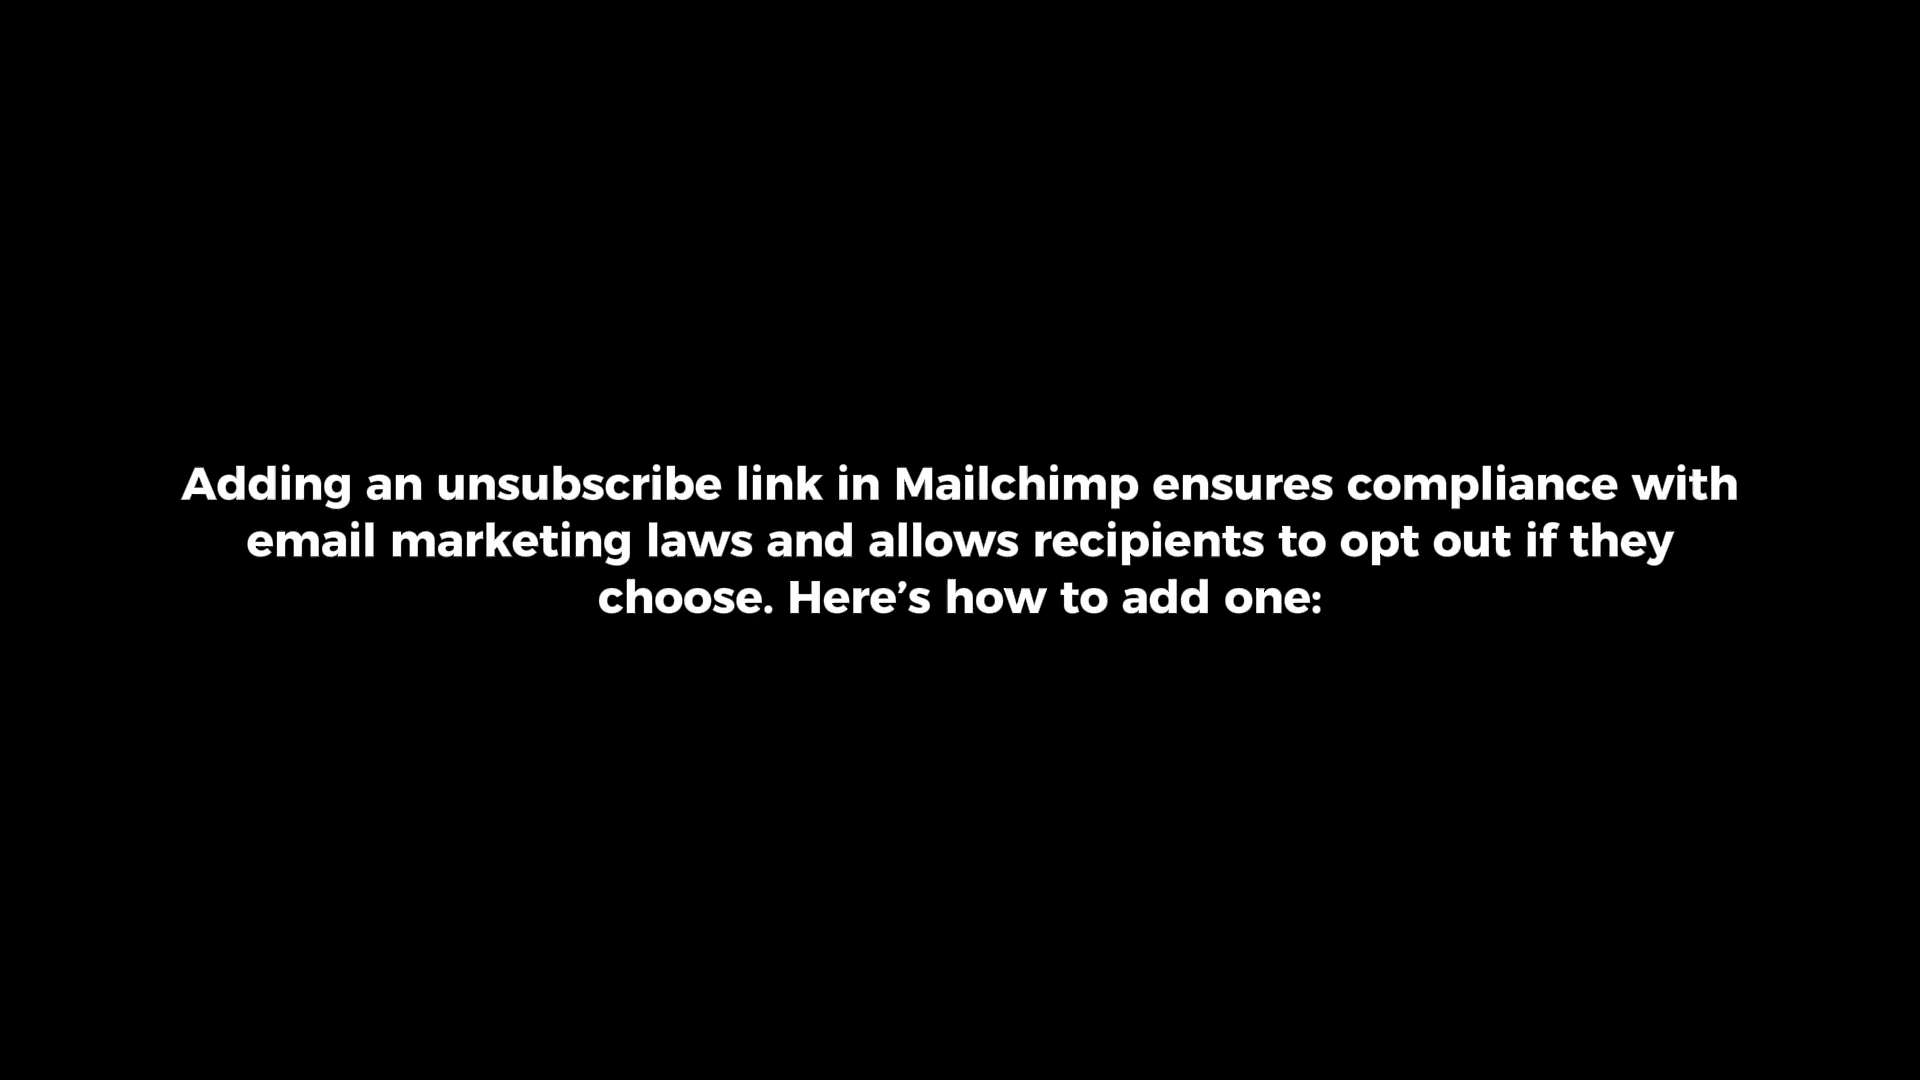 Adding an unsubscribe link in Mailchimp ensures compliance with
email marketing laws and allows recipients to opt out if they
choose. Here’s how to add one: